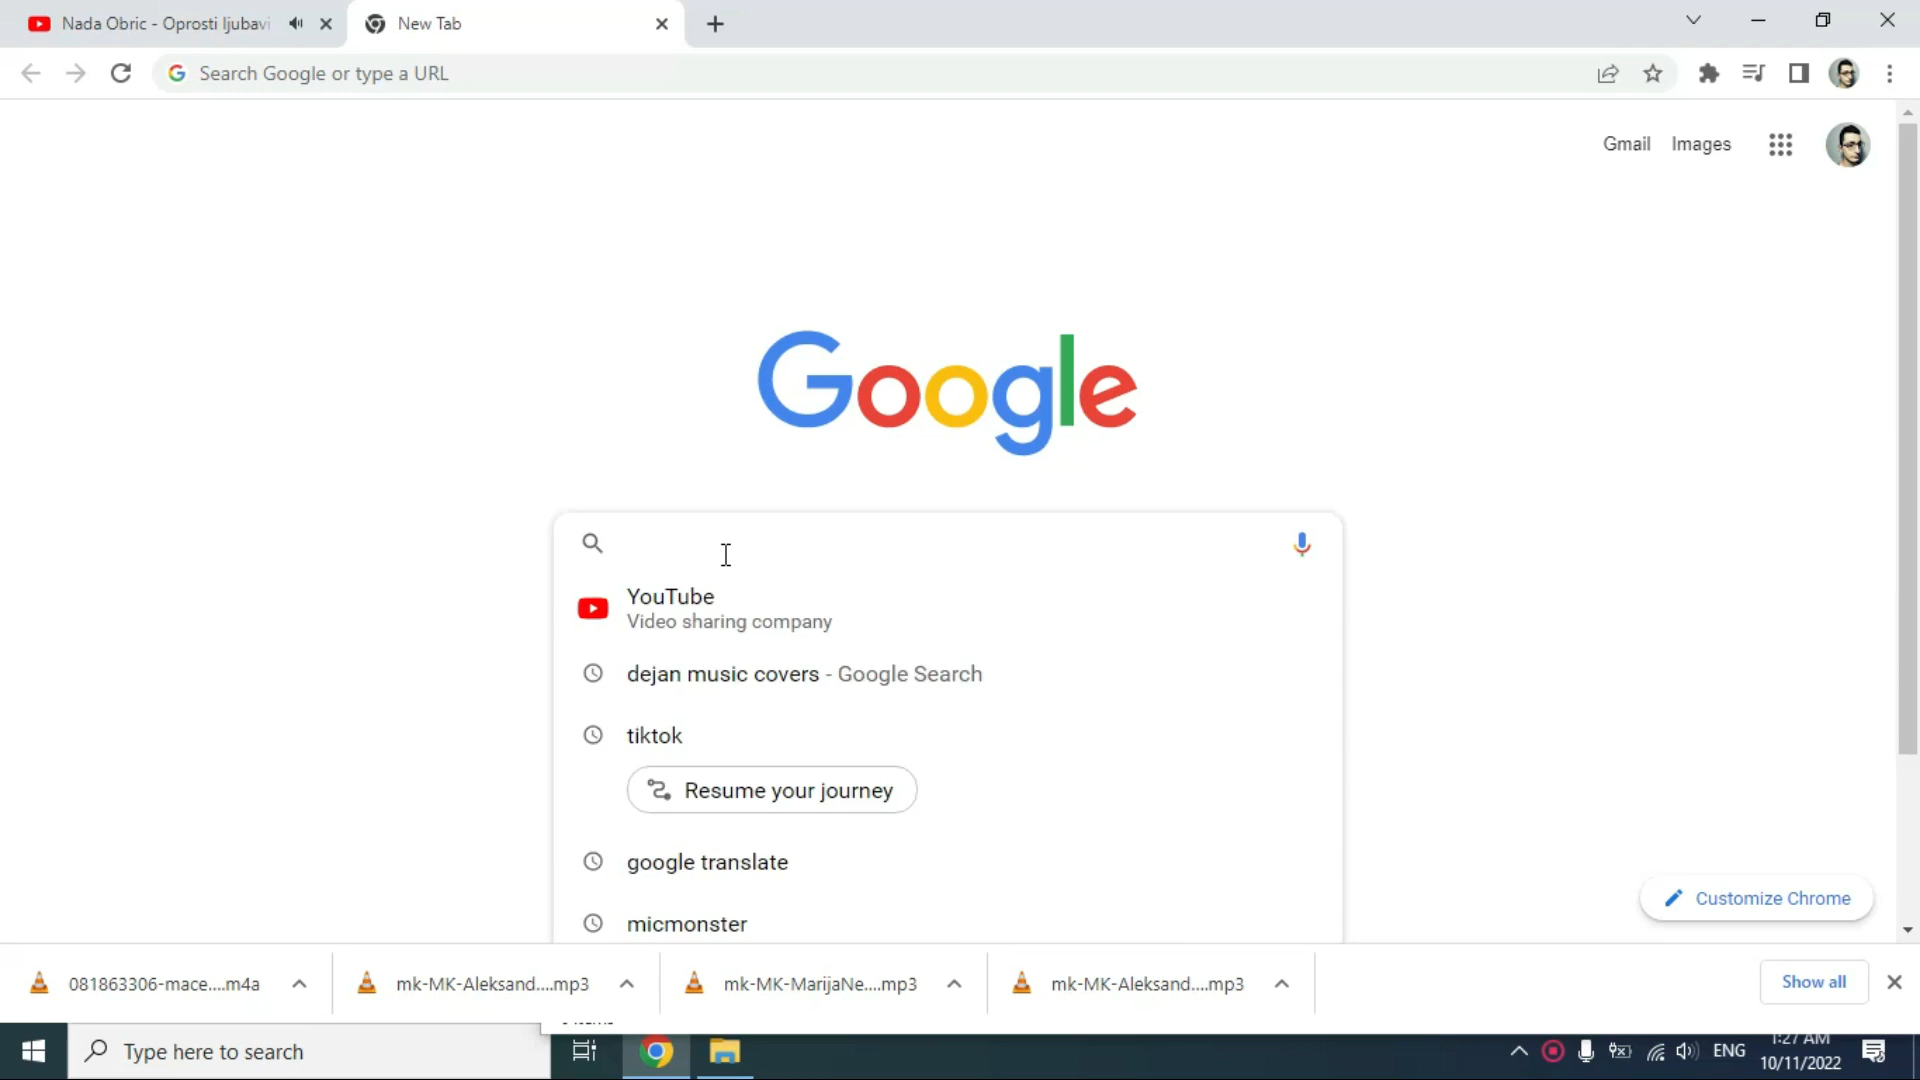 Nada Obric - Oprosti ljubavi
New Tab
Search Google or type a URL
Gmail
Images
Google
YouTube
Video sharing company
dejan music covers - Google Search
tiktok
Resume your journey
google translate
micmonster
Customize Chrome
081863306-mace....m4a
mk-MK-Aleksand....mp3
mk-MK-MarijaNe....mp3
mk-MK-Aleksand....mp3
Show all
Type here to search
ENG
1:27 AM
10/11/2022